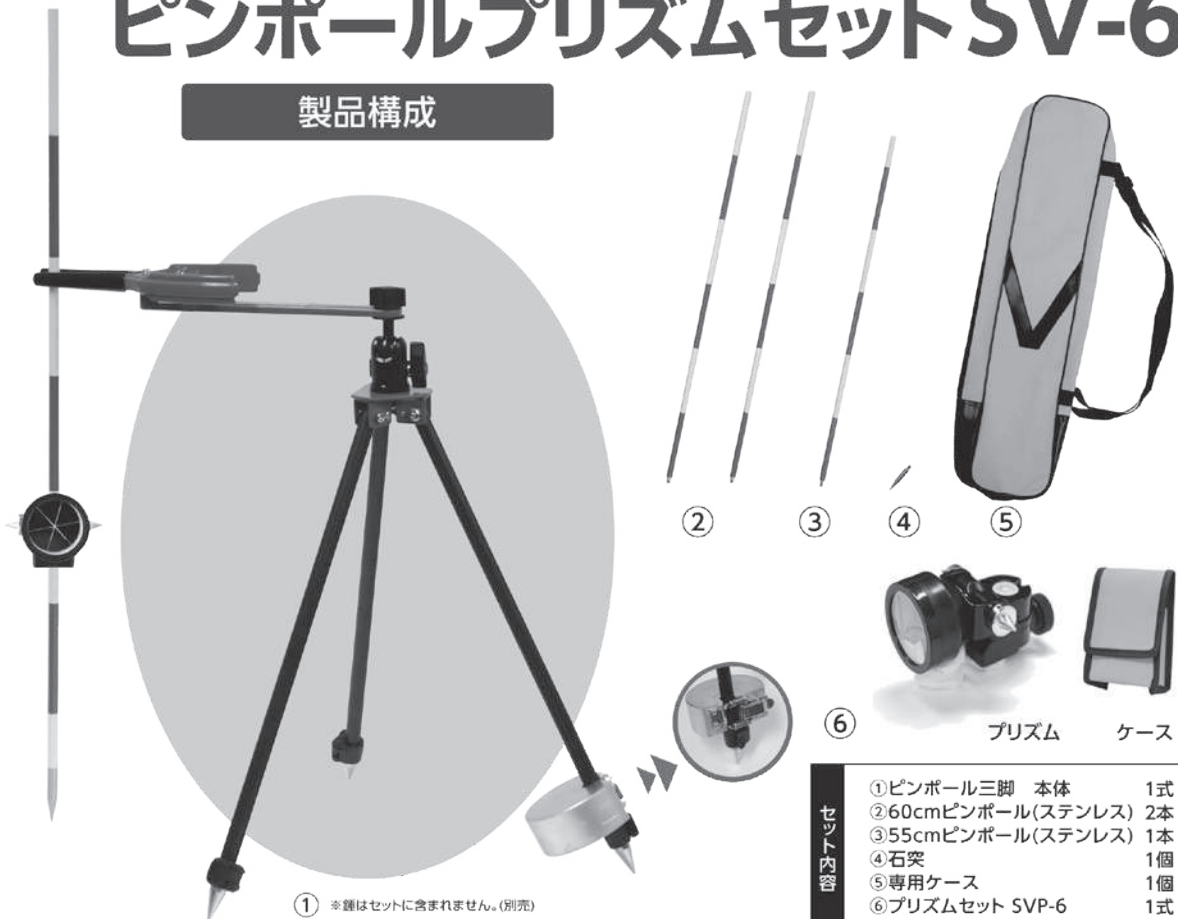 ピンポールプリズムセットSV-6
製品構成
②
③
④
⑤
⑥
プリズム
ケース
① ※錘はセットに含まれません。(別売)
セット内容
①ピンポール三脚 本体 1式
②60cmピンポール(ステンレス) 2本
③55cmピンポール(ステンレス) 1本
④石突 1個
⑤専用ケース 1個
⑥プリズムセット SVP-6 1式